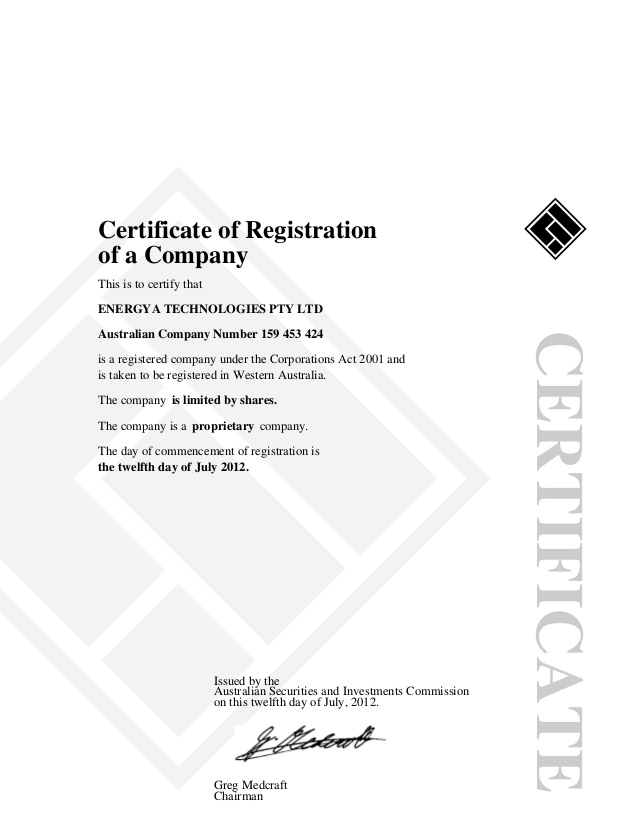 Certificate of Registration
of a Company
This is to certify that
ENERGYA TECHNOLOGIES PTY LTD
Australian Company Number 159 453 424
is a registered company under the Corporations Act 2001 and
is taken to be registered in Western Australia.
The company is limited by shares.
The company is a proprietary company.
The day of commencement of registration is
the twelfth day of July 2012.
CERTIFICATE
Issued by the
Australian Securities and Investments Commission
on this twelfth day of July, 2012.
Greg Medcraft
Chairman